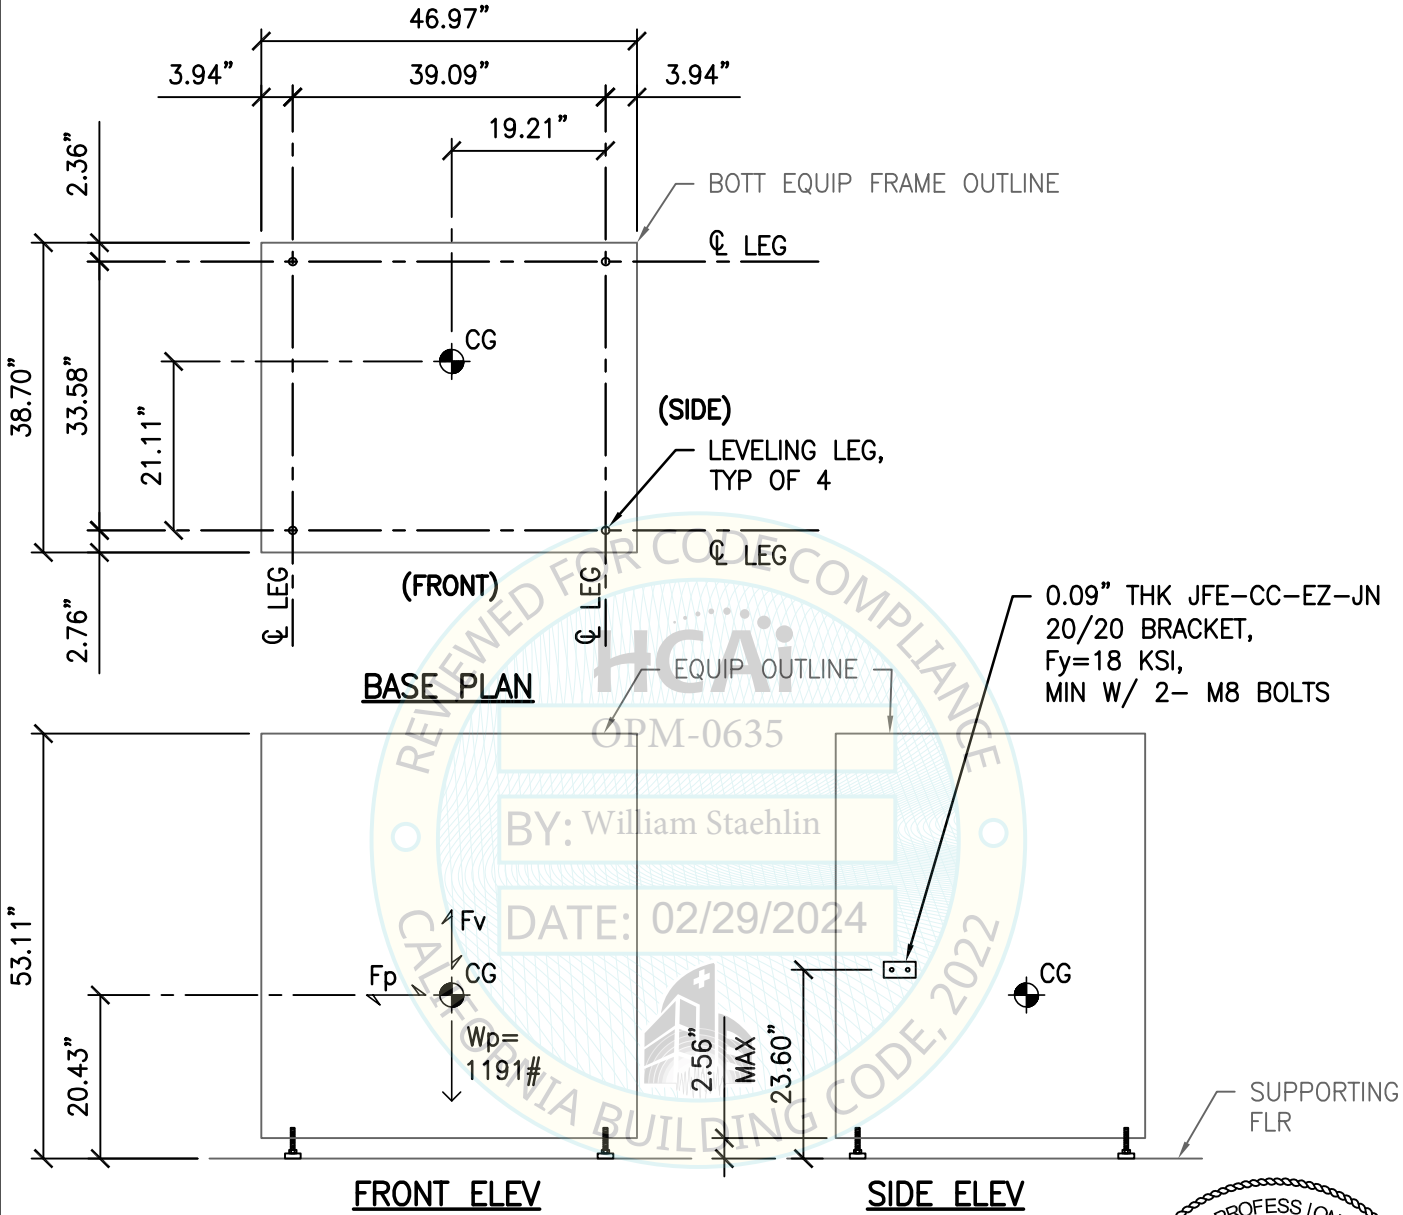 46.97"
3.94"
39.09"
3.94"
19.21"
2.36"
BOTT EQUIP FRAME OUTLINE
℄ LEG
CG
38.70"
33.58"
21.11"
(SIDE)
LEVELING LEG,
TYP OF 4
℄ LEG
2.76"
℄ LEG
(FRONT)
℄ LEG
BASE PLAN
REVIEWED FOR CODE COMPLIANCE
HCAi
EQUIP OUTLINE
0.09" THK JFE-CC-EZ-JN
20/20 BRACKET,
Fy=18 KSI,
MIN W/ 2- M8 BOLTS
OPM-0635
BY: William Staehlin
DATE: 02/29/2024
CALIFORNIA BUILDING CODE, 2022
53.11"
Fv
Fp
CG
CG
20.43"
Wp=
1191#
2.56"
MAX
23.60"
SUPPORTING
FLR
FRONT ELEV
SIDE ELEV